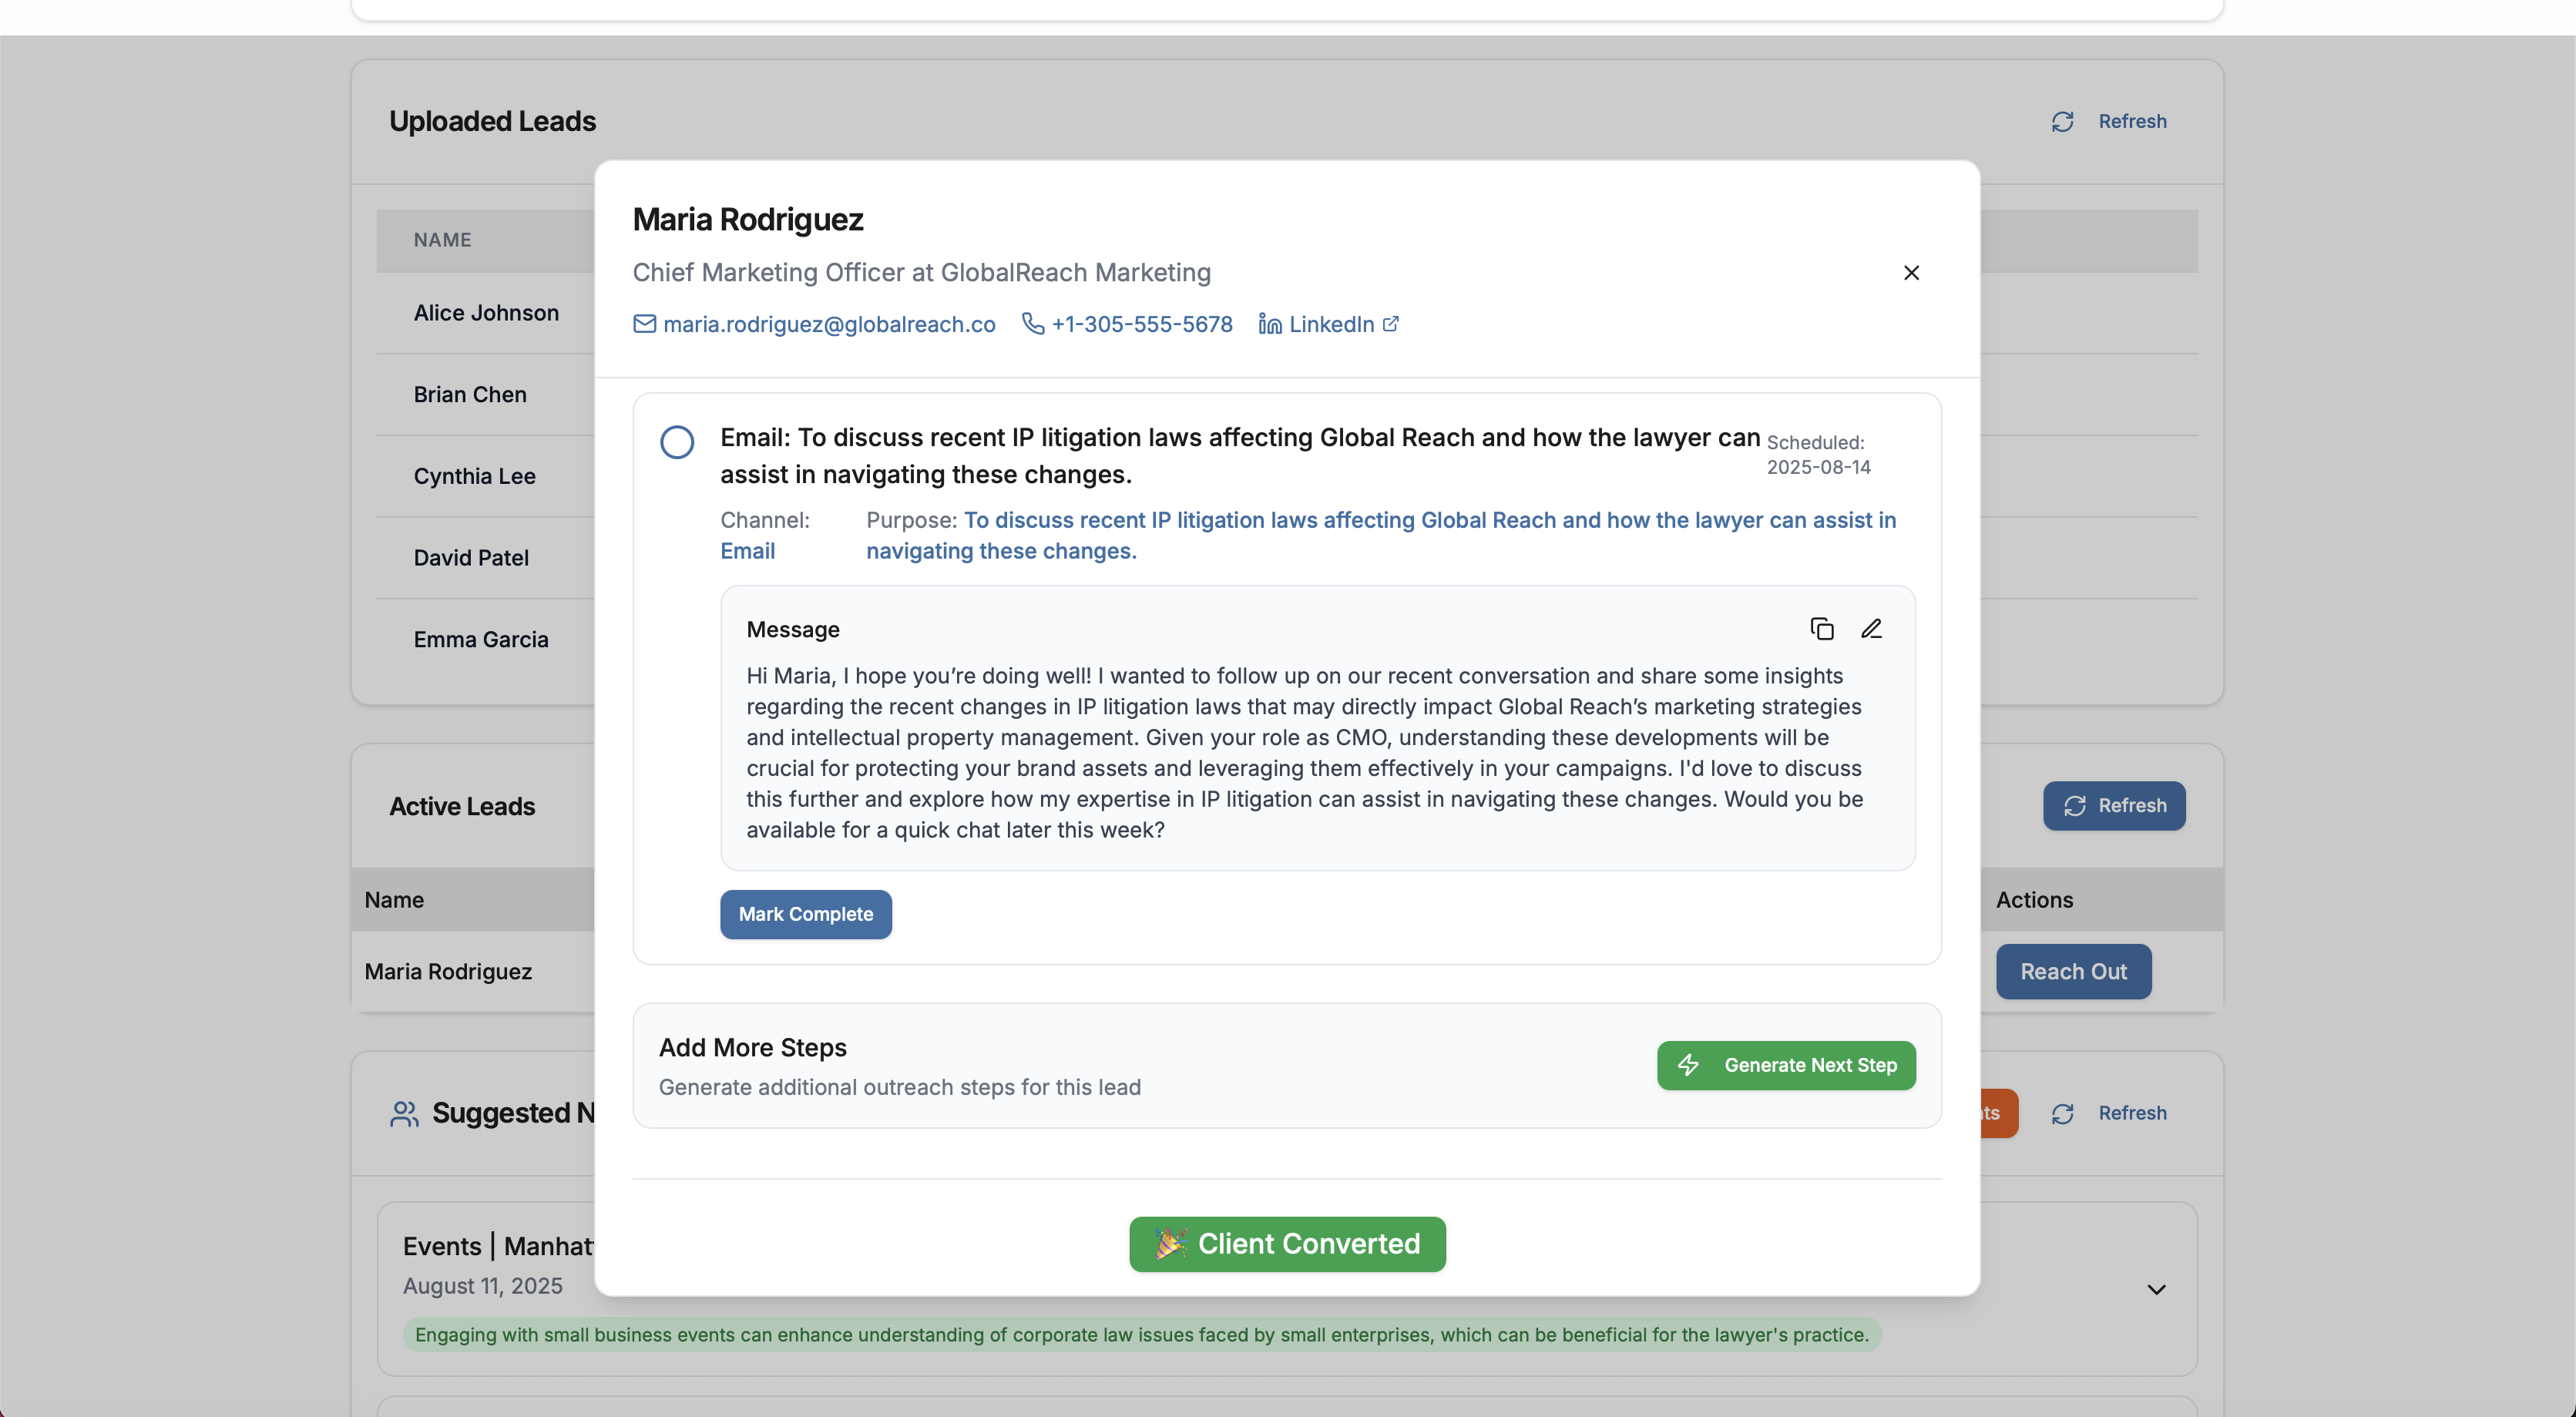 Uploaded Leads
Refresh
NAME
Alice Johnson
Brian Chen
Cynthia Lee
David Patel
Emma Garcia
Maria Rodriguez
Chief Marketing Officer at GlobalReach Marketing
maria.rodriguez@globalreach.co
+1-305-555-5678
LinkedIn
Email: To discuss recent IP litigation laws affecting Global Reach and how the lawyer can
assist in navigating these changes.
Scheduled:
2025-08-14
Channel:
Email
Purpose: To discuss recent IP litigation laws affecting Global Reach and how the lawyer can assist in
navigating these changes.
Message
Hi Maria, I hope you’re doing well! I wanted to follow up on our recent conversation and share some insights
regarding the recent changes in IP litigation laws that may directly impact Global Reach’s marketing strategies
and intellectual property management. Given your role as CMO, understanding these developments will be
crucial for protecting your brand assets and leveraging them effectively in your campaigns. I'd love to discuss
this further and explore how my expertise in IP litigation can assist in navigating these changes. Would you be
available for a quick chat later this week?
Mark Complete
Add More Steps
Generate additional outreach steps for this lead
Generate Next Step
Client Converted
Active Leads
Refresh
Name
Actions
Maria Rodriguez
Reach Out
Suggested N
ts
Refresh
Events | Manhat
August 11, 2025
Engaging with small business events can enhance understanding of corporate law issues faced by small enterprises, which can be beneficial for the lawyer's practice.